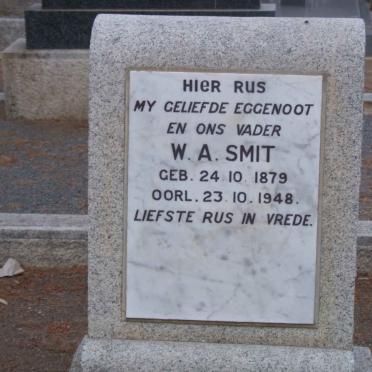 HIER RUS
MY GELIEFDE EGGENOOT
EN ONS VADER
W. A. SMIT
GEB. 24 10. 1879
OORL. 23. 10. 1948.
LIEFSTE RUS IN VREDE.